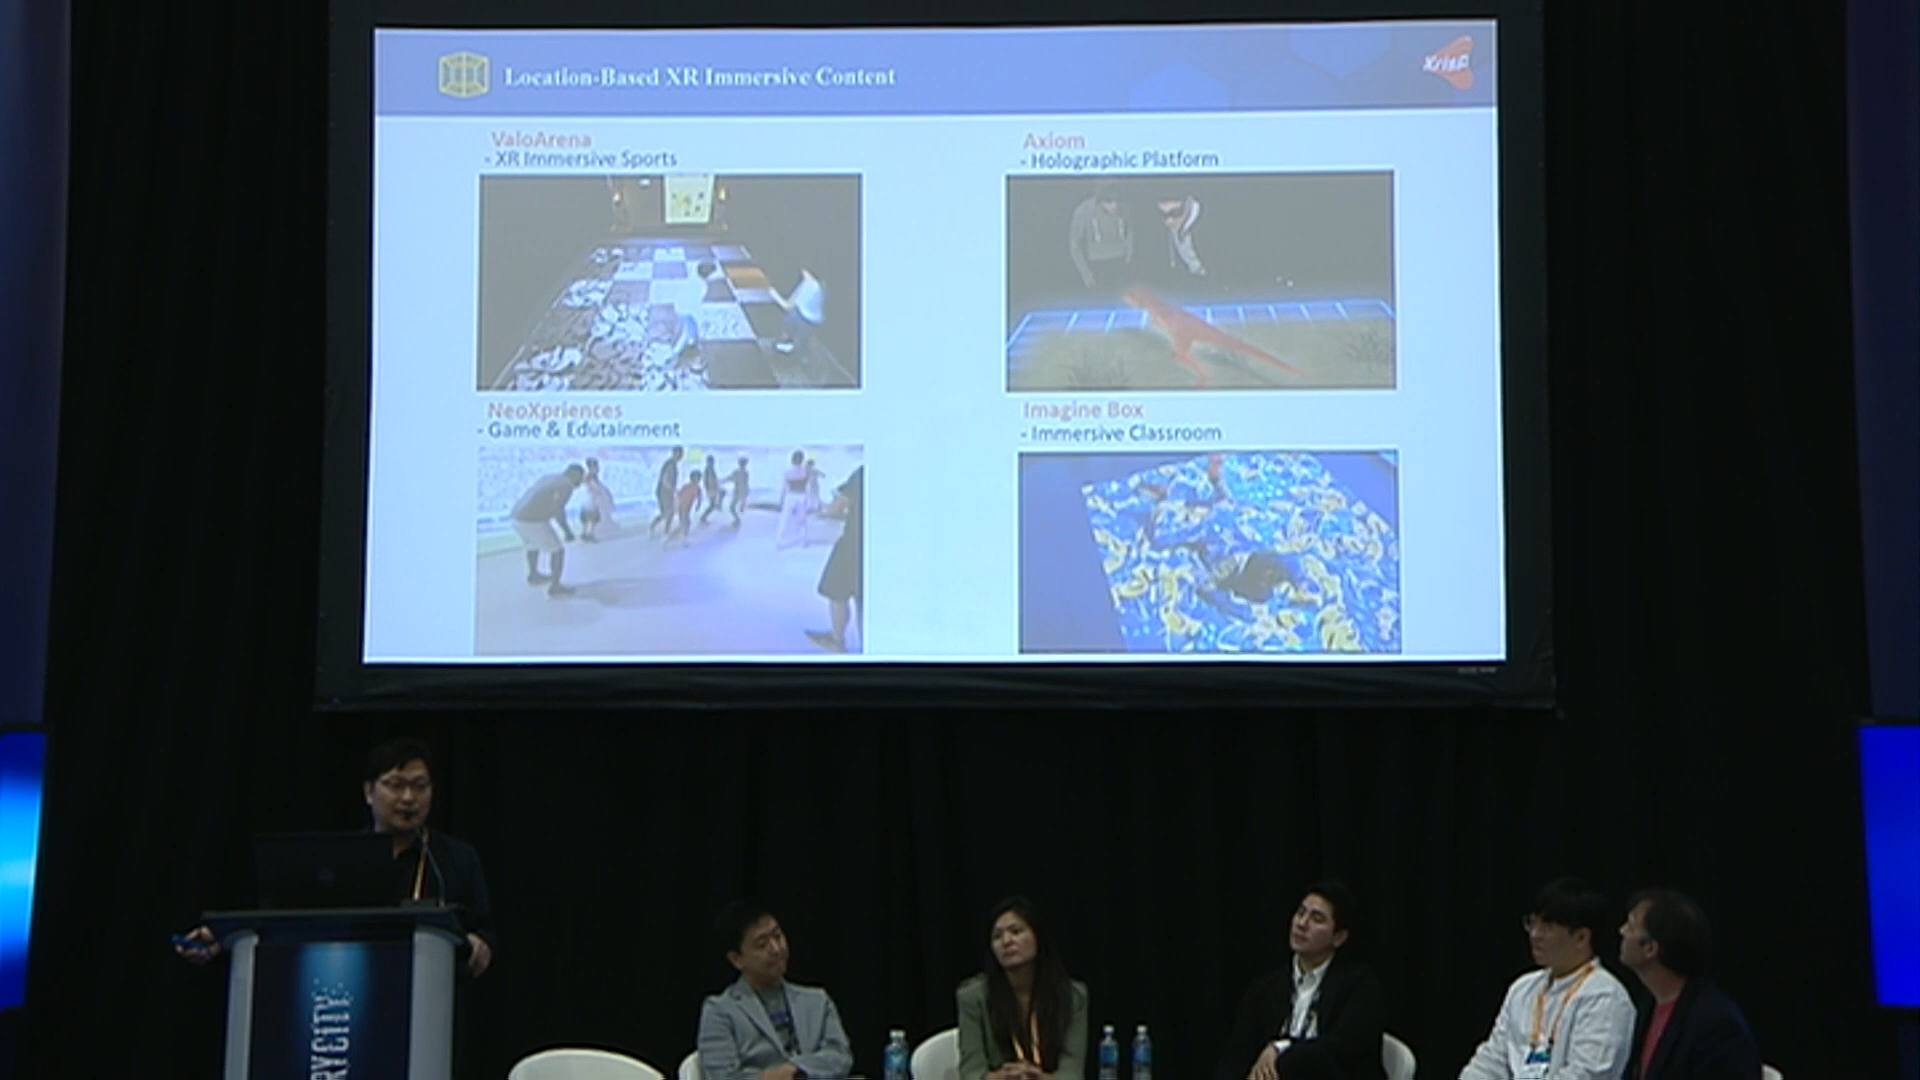 Location-Based XR Immersive Content
XrisP
ValoArena
- XR Immersive Sports
Axiom
- Holographic Platform
NeoXpriences
- Game & Edutainment
Imagine Box
- Immersive Classroom